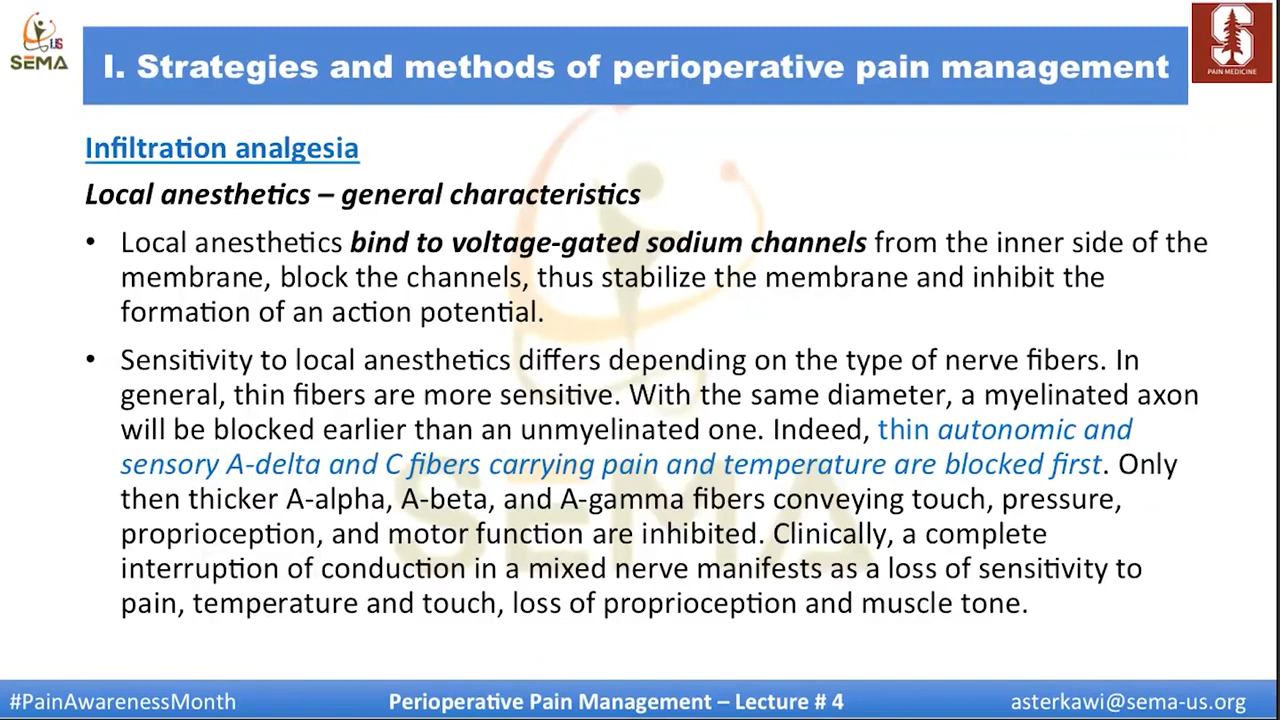 US
SEMA
I. Strategies and methods of perioperative pain management
S
PAIN MEDICINE
Infiltration analgesia
Local anesthetics – general characteristics
• Local anesthetics bind to voltage-gated sodium channels from the inner side of the
membrane, block the channels, thus stabilize the membrane and inhibit the
formation of an action potential.
• Sensitivity to local anesthetics differs depending on the type of nerve fibers. In
general, thin fibers are more sensitive. With the same diameter, a myelinated axon
will be blocked earlier than an unmyelinated one. Indeed, thin autonomic and
sensory A-delta and C fibers carrying pain and temperature are blocked first. Only
then thicker A-alpha, A-beta, and A-gamma fibers conveying touch, pressure,
proprioception, and motor function are inhibited. Clinically, a complete
interruption of conduction in a mixed nerve manifests as a loss of sensitivity to
pain, temperature and touch, loss of proprioception and muscle tone.
SEMA
#PainAwarenessMonth
Perioperative Pain Management – Lecture # 4
asterkawi@sema-us.org